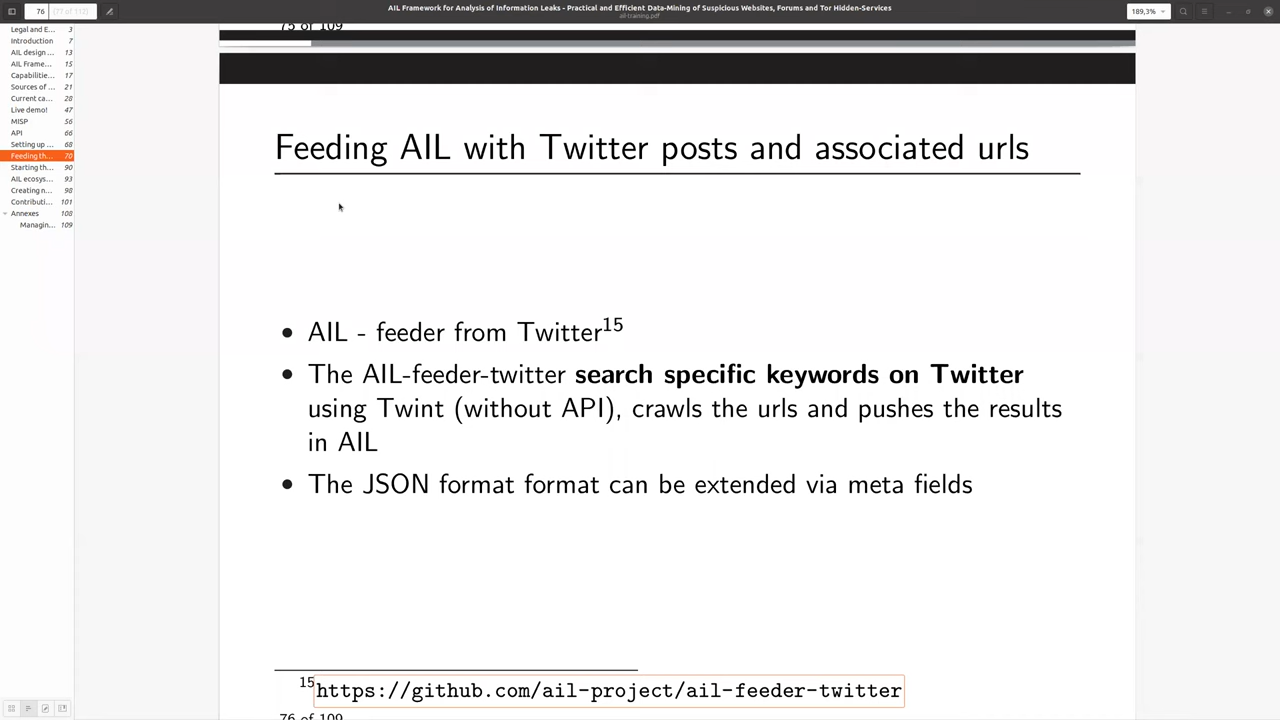 AIL Framework for Analysis of Information Leaks - Practical and Efficient Data-Mining of Suspicious Websites, Forums and Tor Hidden-Services
ail-training.pdf
76 (77 of 112)
189,3%
Legal and E... 3
Introduction 7
AIL design ... 13
AIL Frame... 15
Capabilitie... 17
Sources of ... 21
Current ca... 28
Live demo! 47
MISP 56
API 66
Setting up ... 68
Feeding th... 70
Starting th... 90
AIL ecosys... 93
Creating n... 98
Contributi... 101
Annexes 108
Managin... 109
75 of 109
Feeding AIL with Twitter posts and associated urls
• AIL - feeder from Twitter15
• The AIL-feeder-twitter search specific keywords on Twitter
using Twint (without API), crawls the urls and pushes the results
in AIL
• The JSON format format can be extended via meta fields
15 https://github.com/ail-project/ail-feeder-twitter
76 of 109